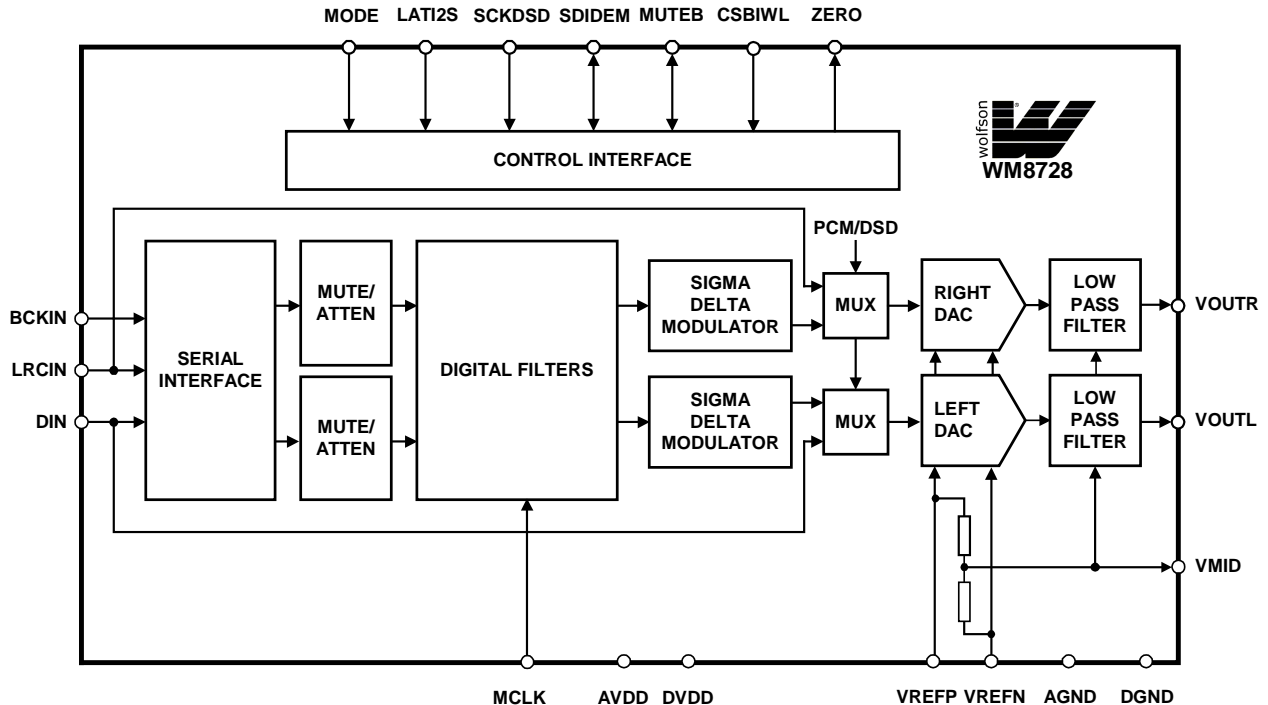 MODE LATI2S SCKDSD SDIDEM MUTEB CSBIWL ZERO
CONTROL INTERFACE
wolfson®
WM8728
PCM/DSD
BCKIN
LRCIN
DIN
SERIAL
INTERFACE
MUTE/
ATTEN
MUTE/
ATTEN
DIGITAL FILTERS
SIGMA
DELTA
MODULATOR
SIGMA
DELTA
MODULATOR
MUX
MUX
RIGHT
DAC
LEFT
DAC
LOW
PASS
FILTER
LOW
PASS
FILTER
VOUTR
VOUTL
VMID
MCLK AVDD DVDD VREFP VREFN AGND DGND